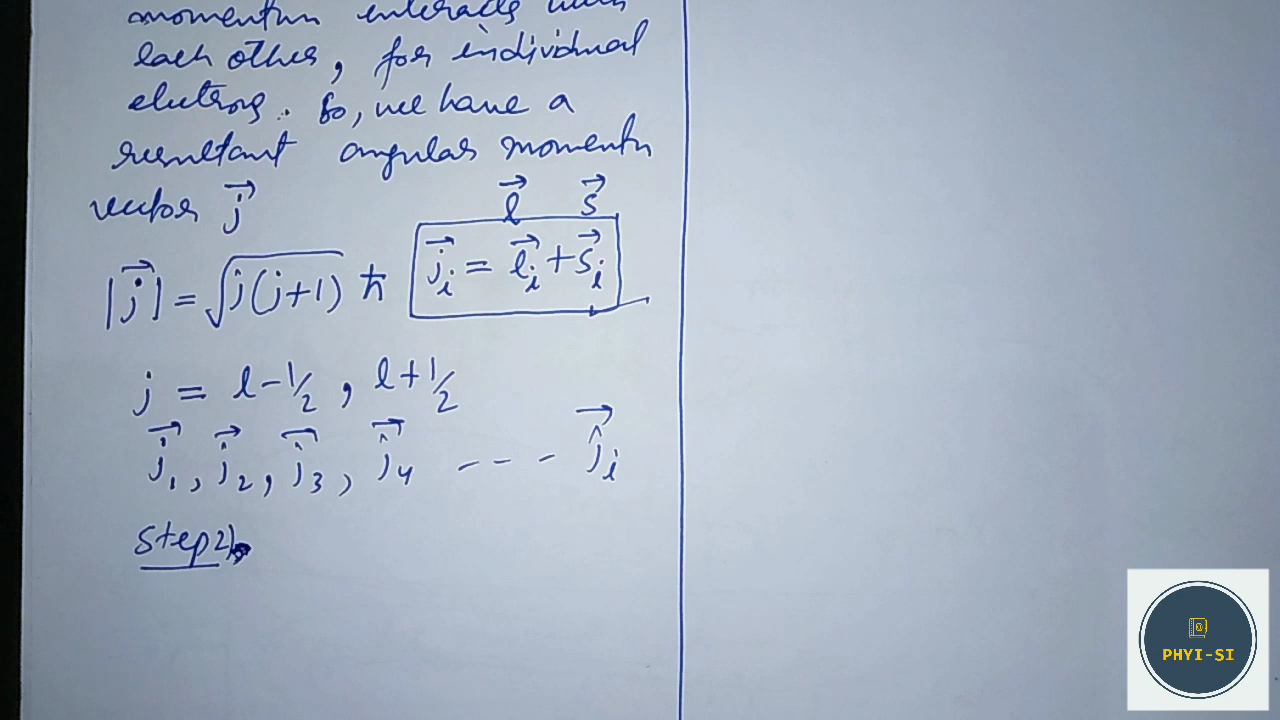 momentum interacts with
each other, for individual
electrons. So, we have a
resultant angular momentum
vector j⃗
l⃗ s⃗
|j⃗| = √j(j+1) ħ j⃗ᵢ = l⃗ᵢ + s⃗ᵢ
j = l-1/2, l+1/2
j⃗₁, j⃗₂, j⃗₃, j⃗₄ --- j⃗ᵢ
Step 2)
PHYI-SI